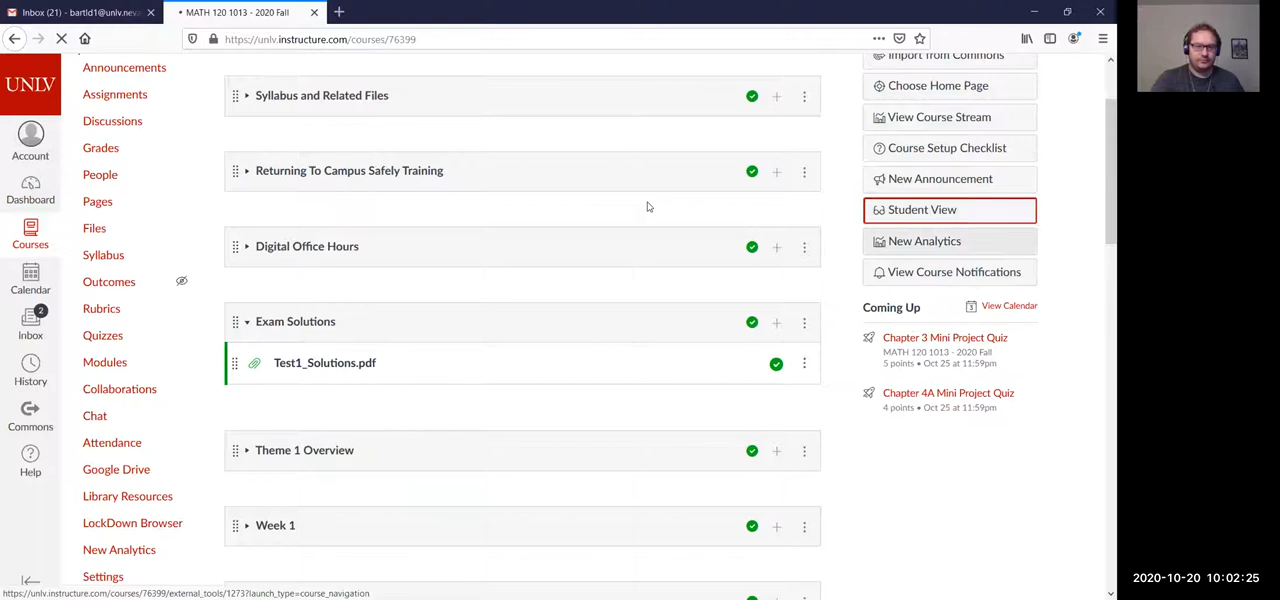 Inbox (21) - bartld1@univ.nev
MATH 120 1013 - 2020 Fall
https://unlv.instructure.com/courses/76399
UNLV
Account
Dashboard
Courses
Calendar
2
Inbox
History
Commons
Help
Announcements
Assignments
Discussions
Grades
People
Pages
Files
Syllabus
Outcomes
Rubrics
Quizzes
Modules
Collaborations
Chat
Attendance
Google Drive
Library Resources
LockDown Browser
New Analytics
Settings
Syllabus and Related Files
Returning To Campus Safely Training
Digital Office Hours
Exam Solutions
Test1_Solutions.pdf
Theme 1 Overview
Week 1
Import from Commons
Choose Home Page
View Course Stream
Course Setup Checklist
New Announcement
Student View
New Analytics
View Course Notifications
Coming Up
View Calendar
Chapter 3 Mini Project Quiz
MATH 120 1013 - 2020 Fall
5 points • Oct 25 at 11:59pm
Chapter 4A Mini Project Quiz
4 points • Oct 25 at 11:59pm
https://unlv.instructure.com/courses/76399/external_tools/1273?launch_type=course_navigation
2020-10-20 10:02:25